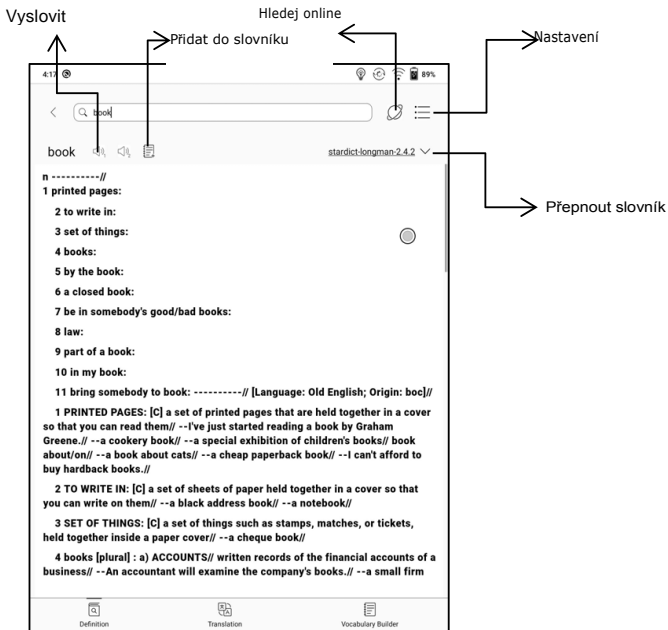 Vyslovit
Hledej online
Přidat do slovníku
Nastavení
4:17
89%
book
book
stardict-longman-2.4.2
Přepnout slovník
n ----------//
1 printed pages:
2 to write in:
3 set of things:
4 books:
5 by the book:
6 a closed book:
7 be in somebody's good/bad books:
8 law:
9 part of a book:
10 in my book:
11 bring somebody to book: ----------// [Language: Old English; Origin: boc]//
1 PRINTED PAGES: [C] a set of printed pages that are held together in a cover
so that you can read them// --I've just started reading a book by Graham
Greene.// --a cookery book// --a special exhibition of children's books// book
about/on// --a book about cats// --a cheap paperback book// --I can't afford to
buy hardback books.//
2 TO WRITE IN: [C] a set of sheets of paper held together in a cover so that
you can write on them// --a black address book// --a notebook//
3 SET OF THINGS: [C] a set of things such as stamps, matches, or tickets,
held together inside a paper cover// --a cheque book//
4 books [plural] : a) ACCOUNTS// written records of the financial accounts of a
business// --An accountant will examine the company's books.// --a small firm
Definition
Translation
Vocabulary Builder